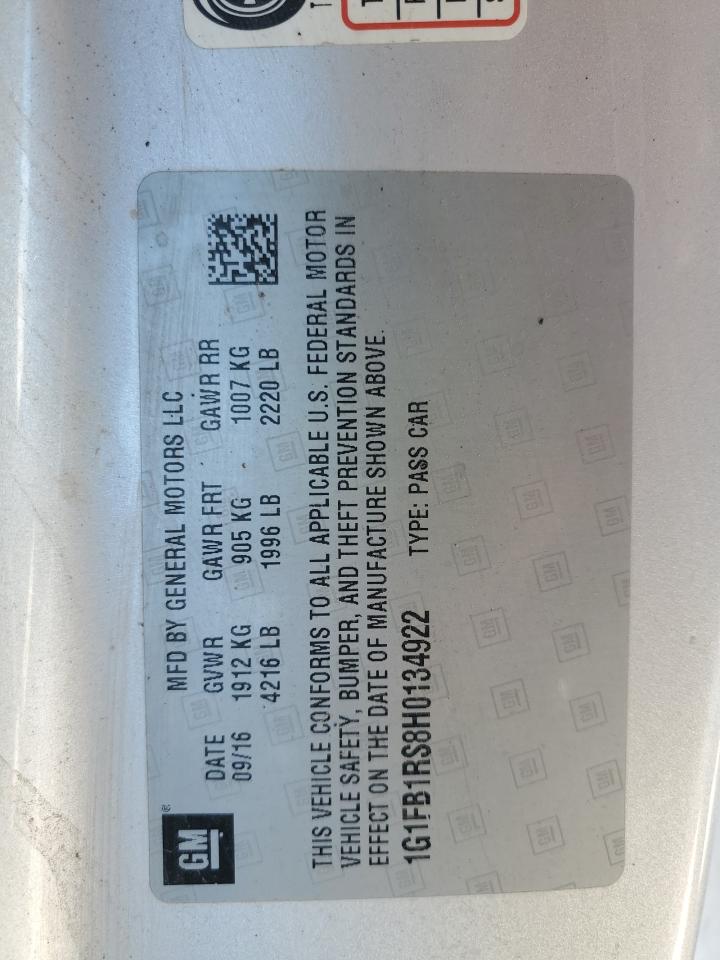 GM®
MFD BY GENERAL MOTORS LLC
DATE GVWR GAWR FRT GAWR RR
09/16 1912 KG 905 KG 1007 KG
4216 LB 1996 LB 2220 LB
THIS VEHICLE CONFORMS TO ALL APPLICABLE U.S. FEDERAL MOTOR
VEHICLE SAFETY, BUMPER, AND THEFT PREVENTION STANDARDS IN
EFFECT ON THE DATE OF MANUFACTURE SHOWN ABOVE.
1G1FB1RS8H0134922 TYPE: PASS CAR